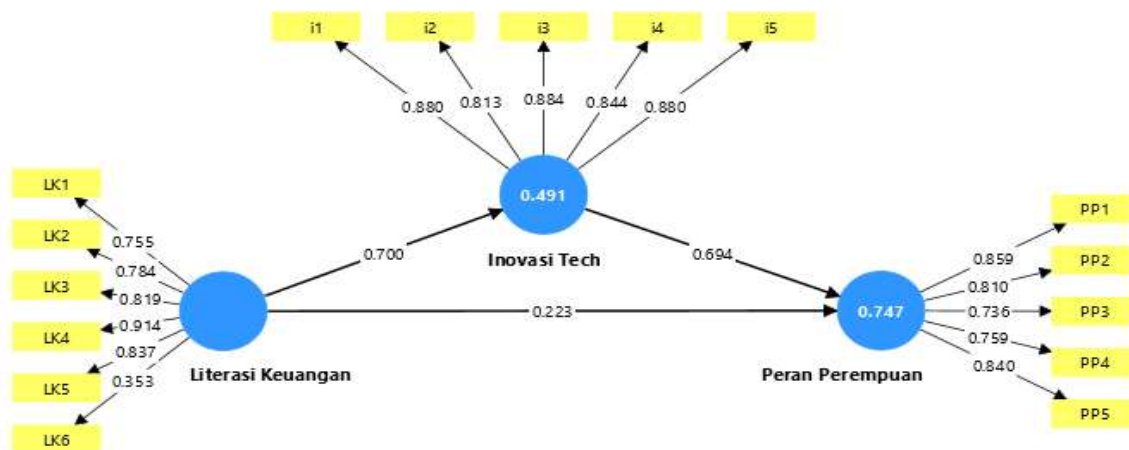 i1
i2
i3
i4
i5
0.880
0.813
0.884
0.844
0.880
LK1
LK2
LK3
LK4
LK5
LK6
0.755
0.784
0.819
0.914
0.837
0.353
0.491
Inovasi Tech
0.700
0.694
0.223
Literasi Keuangan
0.747
Peran Perempuan
0.859
0.810
0.736
0.759
0.840
PP1
PP2
PP3
PP4
PP5